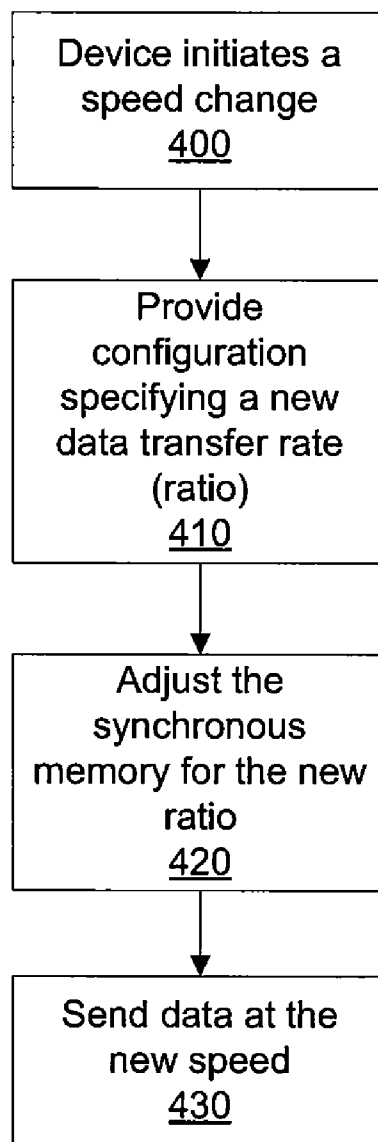 Device initiates a
speed change
400
Provide
configuration
specifying a new
data transfer rate
(ratio)
410
Adjust the
synchronous
memory for the new
ratio
420
Send data at the
new speed
430